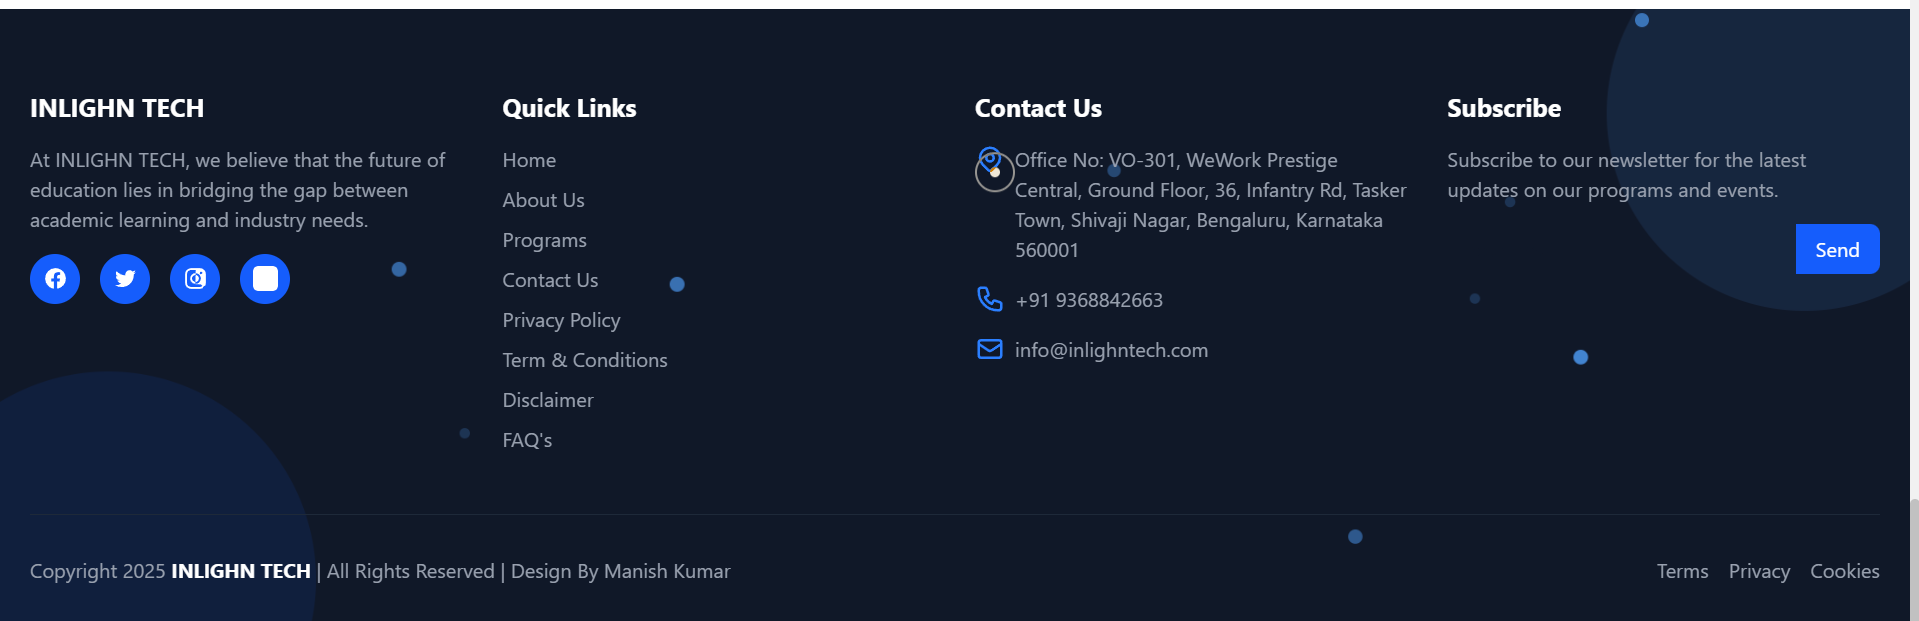 INLIGHN TECH
At INLIGHN TECH, we believe that the future of
education lies in bridging the gap between
academic learning and industry needs.
Quick Links
Home
About Us
Programs
Contact Us
Privacy Policy
Term & Conditions
Disclaimer
FAQ's
Contact Us
Office No: VO-301, WeWork Prestige
Central, Ground Floor, 36, Infantry Rd, Tasker
Town, Shivaji Nagar, Bengaluru, Karnataka
560001
+91 9368842663
info@inlighntech.com
Subscribe
Subscribe to our newsletter for the latest
updates on our programs and events.
Send
Copyright 2025 INLIGHN TECH | All Rights Reserved | Design By Manish Kumar
Terms Privacy Cookies